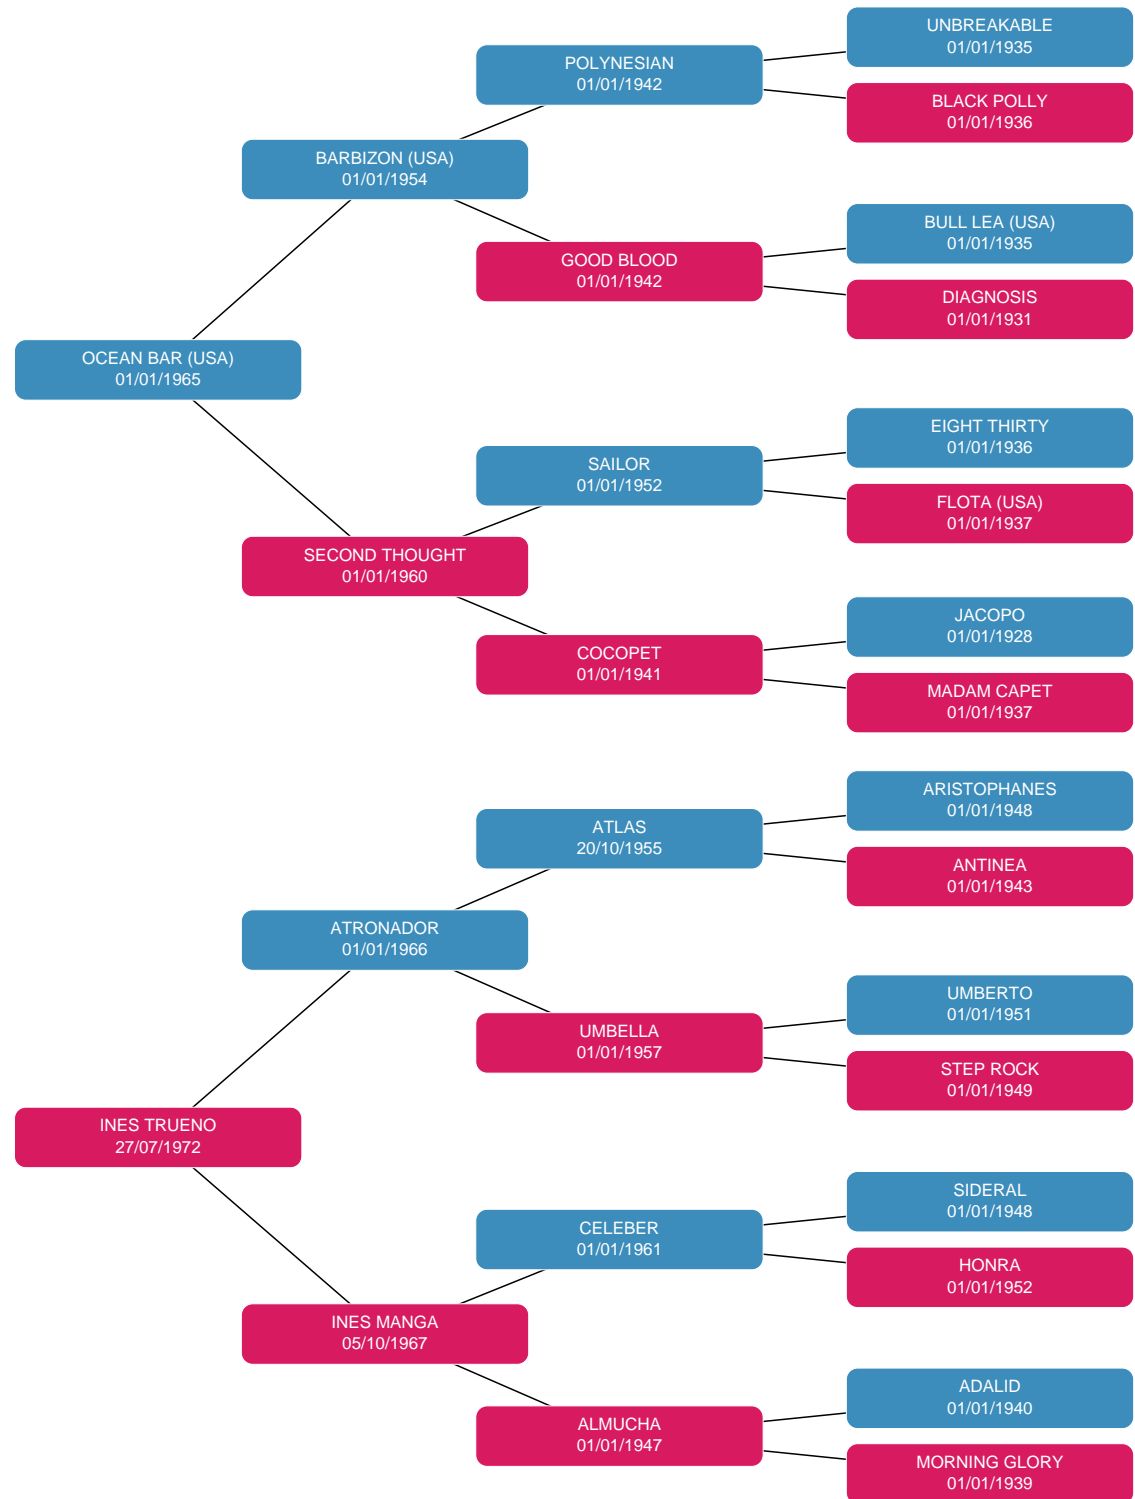 UNBREAKABLE
01/01/1935
POLYNESIAN
01/01/1942
BLACK POLLY
01/01/1936
BARBIZON (USA)
01/01/1954
BULL LEA (USA)
01/01/1935
GOOD BLOOD
01/01/1942
DIAGNOSIS
01/01/1931
OCEAN BAR (USA)
01/01/1965
EIGHT THIRTY
01/01/1936
SAILOR
01/01/1952
FLOTA (USA)
01/01/1937
SECOND THOUGHT
01/01/1960
JACOPO
01/01/1928
COCOPET
01/01/1941
MADAM CAPET
01/01/1937
ARISTOPHANES
01/01/1948
ATLAS
20/10/1955
ANTINEA
01/01/1943
ATRONADOR
01/01/1966
UMBERTO
01/01/1951
UMBELLA
01/01/1957
STEP ROCK
01/01/1949
INES TRUENO
27/07/1972
SIDERAL
01/01/1948
CELEBER
01/01/1961
HONRA
01/01/1952
INES MANGA
05/10/1967
ADALID
01/01/1940
ALMUCHA
01/01/1947
MORNING GLORY
01/01/1939